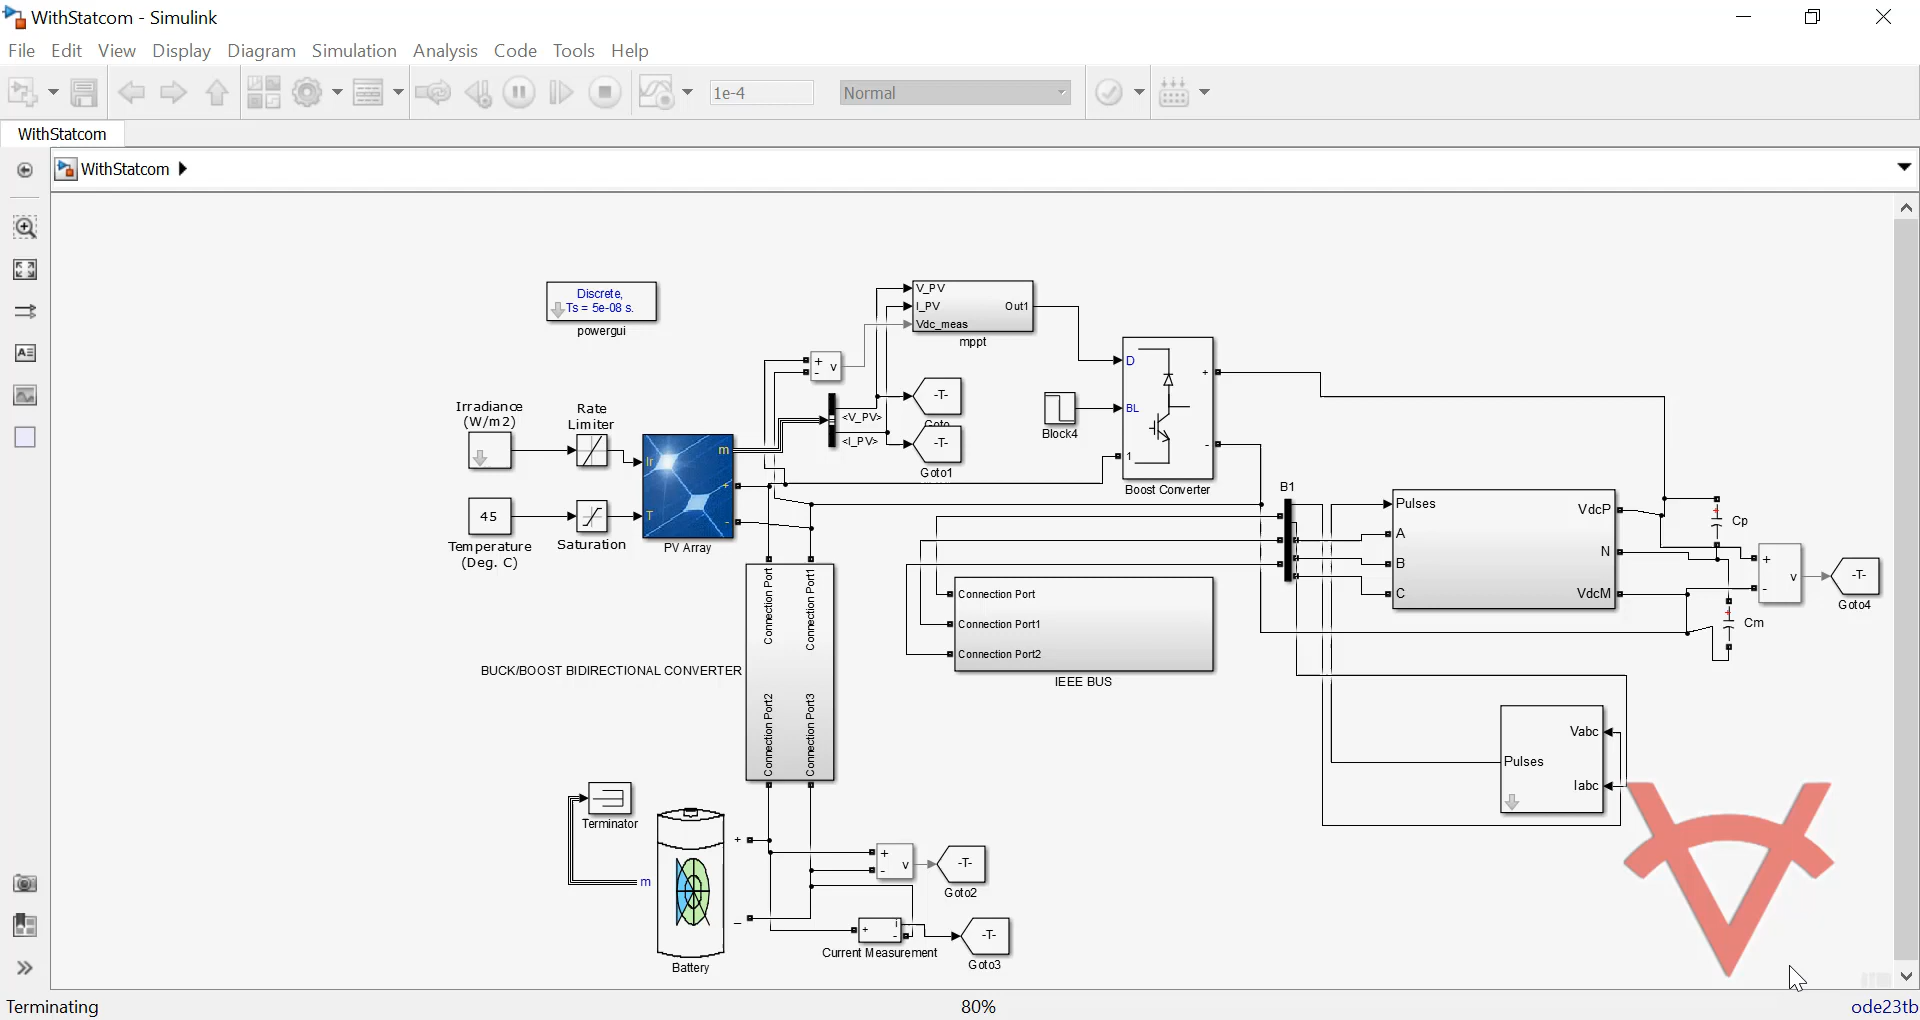 WithStatcom - Simulink
File Edit View Display Diagram Simulation Analysis Code Tools Help
1e-4 Normal
WithStatcom
WithStatcom
Discrete,
Ts = 5e-08 s.
powergui
V_PV
I_PV
Vdc_meas
Out1
mppt
+
-
v
-T-
Goto
<V_PV>
<I_PV>
-T-
Goto1
Irradiance
(W/m2)
Rate
Limiter
Ir
T
m
+
-
PV Array
45
Temperature
(Deg. C)
Saturation
Block4
D
BL
1
+
-
Boost Converter
B1
Pulses
A
B
C
VdcP
N
VdcM
+
Cp
+
Cm
+
-
v
-T-
Goto4
Connection Port
Connection Port1
Connection Port2
Connection Port3
BUCK/BOOST BIDIRECTIONAL CONVERTER
Connection Port
Connection Port1
Connection Port2
IEEE BUS
Vabc
Pulses
Iabc
Terminator
m
+
–
Battery
+
-
v
-T-
Goto2
+
i
-
Current Measurement
-T-
Goto3
Terminating 80% ode23tb